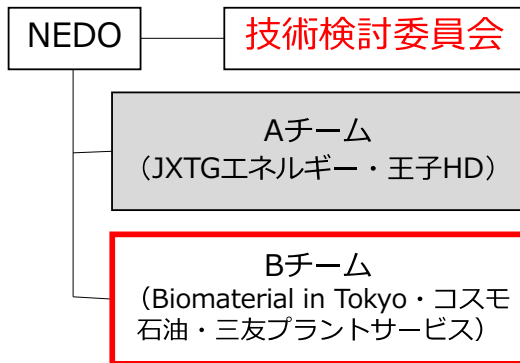 NEDO
技術検討委員会
Aチーム
（JXTGエネルギー・王子HD）
Bチーム
（Biomaterial in Tokyo・コスモ
石油・三友プラントサービス）